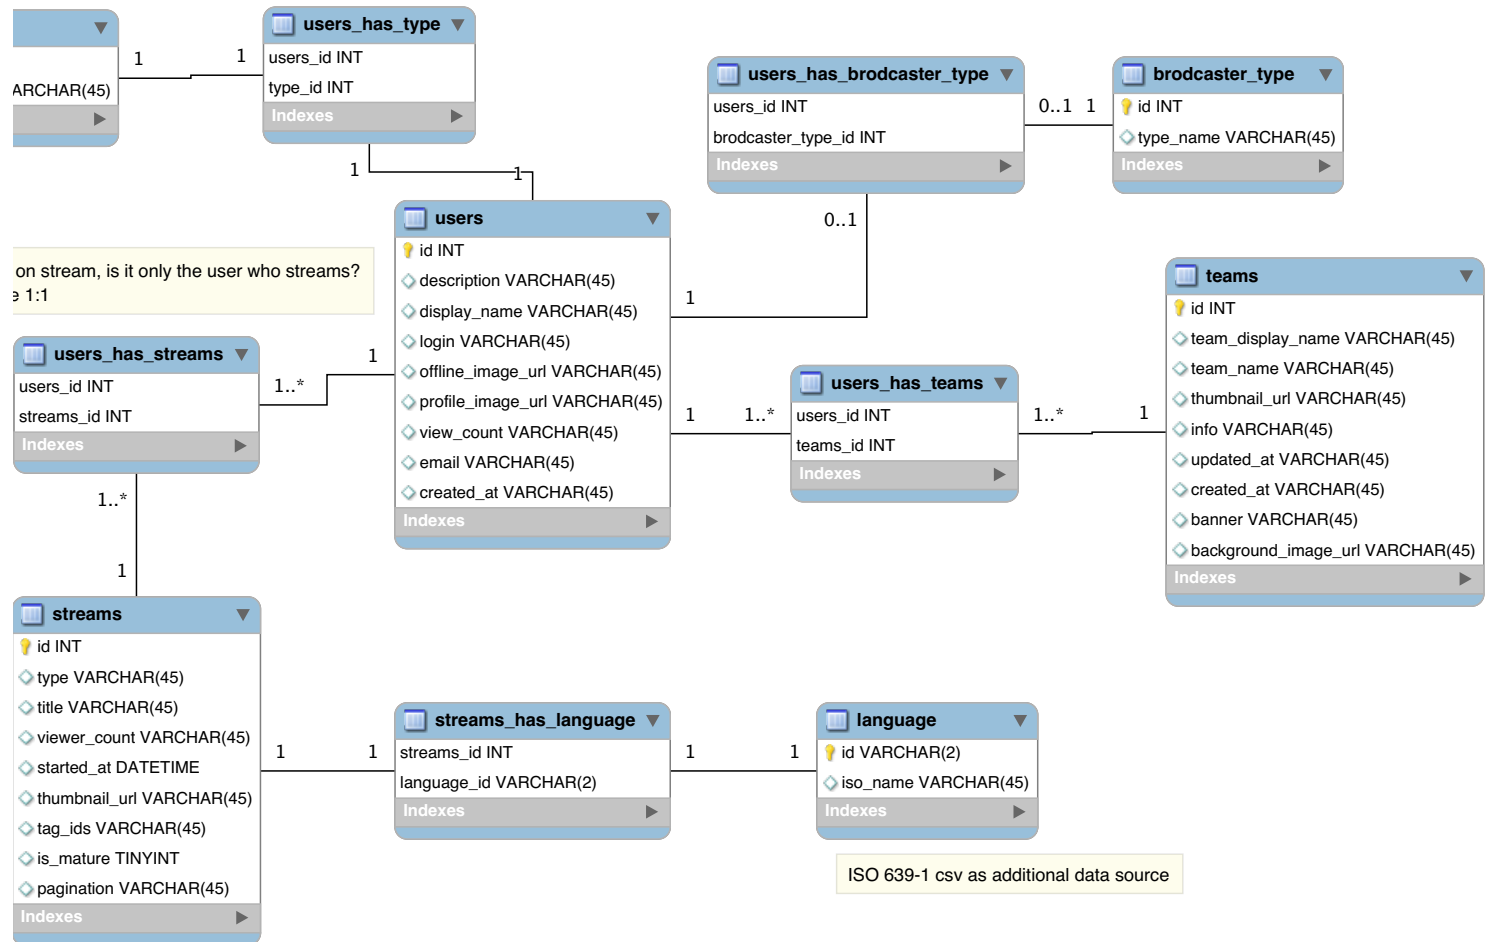 ARCHAR(45)
1
1
users_has_type
users_id INT
type_id INT
Indexes
1
1
users_has_brodcaster_type
users_id INT
brodcaster_type_id INT
Indexes
0..1
1
brodcaster_type
id INT
type_name VARCHAR(45)
Indexes
0..1
1
on stream, is it only the user who streams?
e 1:1
users
id INT
description VARCHAR(45)
display_name VARCHAR(45)
login VARCHAR(45)
offline_image_url VARCHAR(45)
profile_image_url VARCHAR(45)
view_count VARCHAR(45)
email VARCHAR(45)
created_at VARCHAR(45)
Indexes
users_has_streams
users_id INT
streams_id INT
Indexes
1..*
1
1..*
1
1
1..*
users_has_teams
users_id INT
teams_id INT
Indexes
1..*
1
teams
id INT
team_display_name VARCHAR(45)
team_name VARCHAR(45)
thumbnail_url VARCHAR(45)
info VARCHAR(45)
updated_at VARCHAR(45)
created_at VARCHAR(45)
banner VARCHAR(45)
background_image_url VARCHAR(45)
Indexes
streams
id INT
type VARCHAR(45)
title VARCHAR(45)
viewer_count VARCHAR(45)
started_at DATETIME
thumbnail_url VARCHAR(45)
tag_ids VARCHAR(45)
is_mature TINYINT
pagination VARCHAR(45)
Indexes
1
1
streams_has_language
streams_id INT
language_id VARCHAR(2)
Indexes
1
1
language
id VARCHAR(2)
iso_name VARCHAR(45)
Indexes
ISO 639-1 csv as additional data source